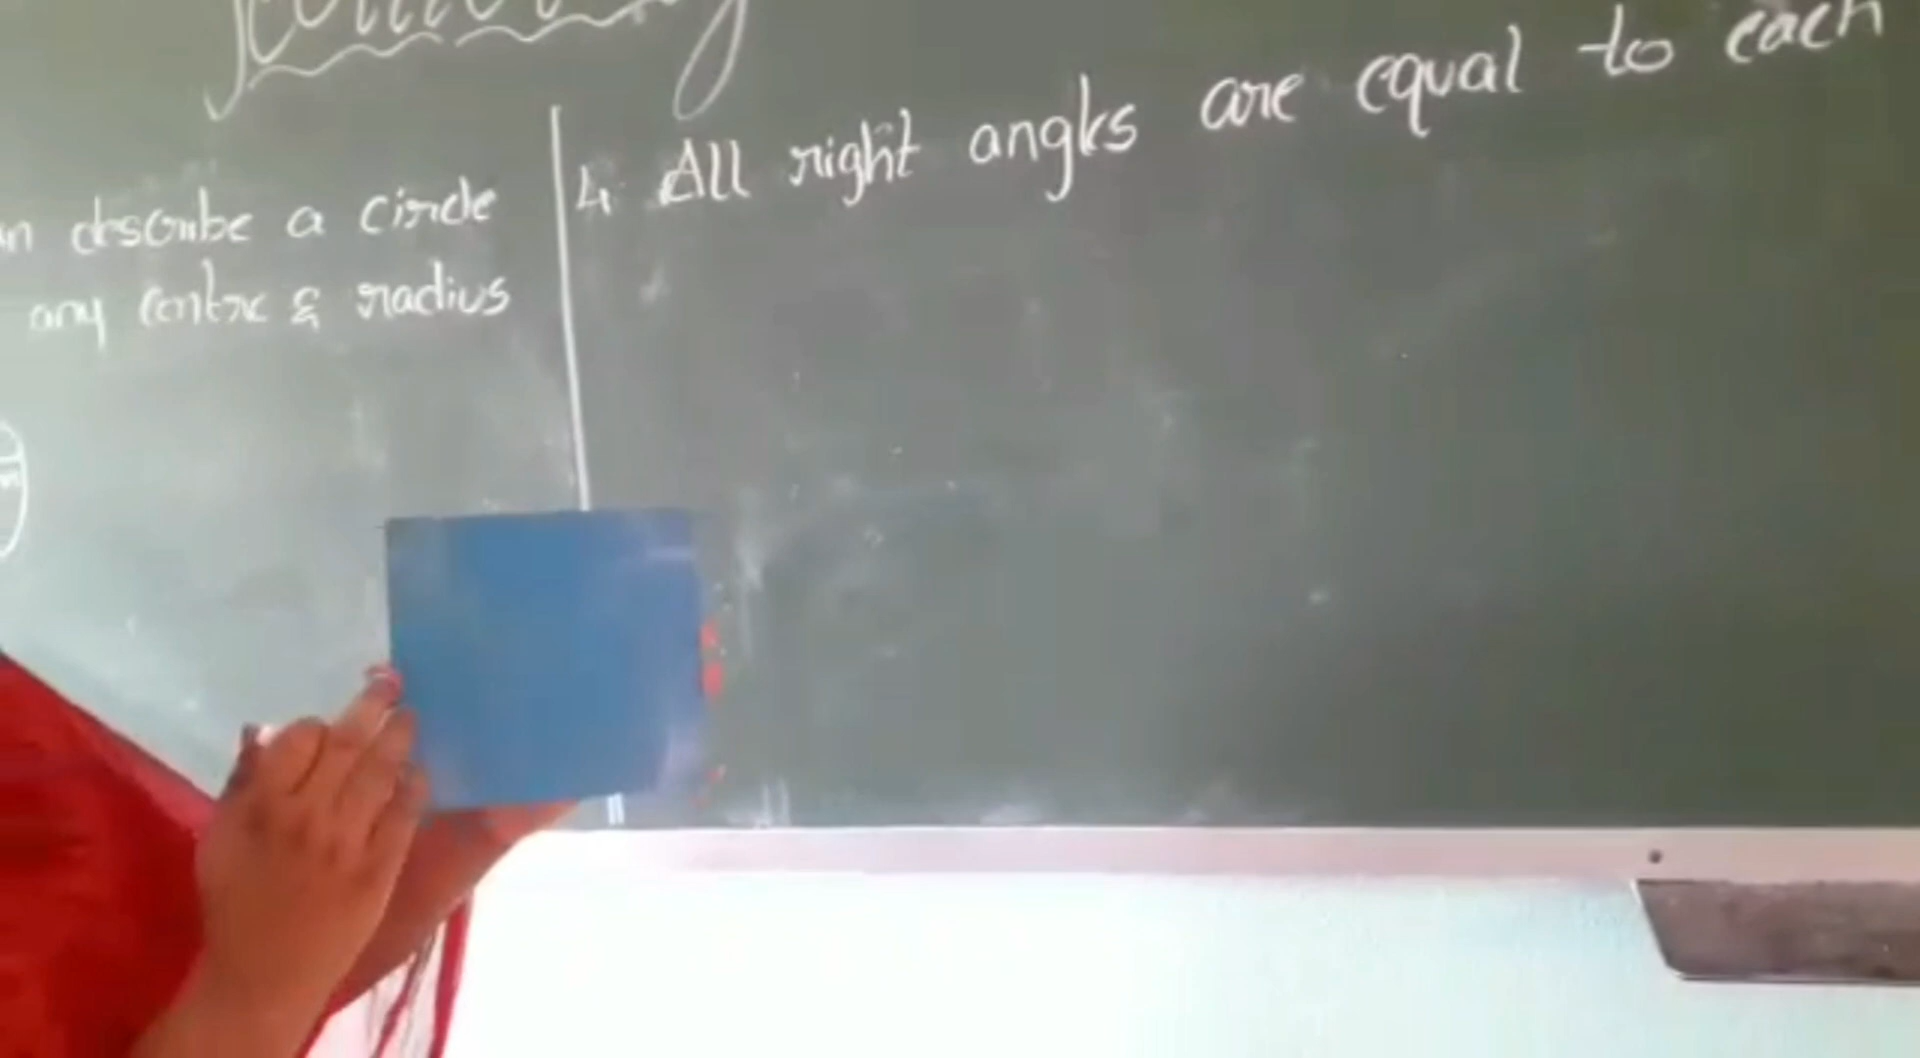 describe a circle
any centre & radius
4. All right angles are equal to each